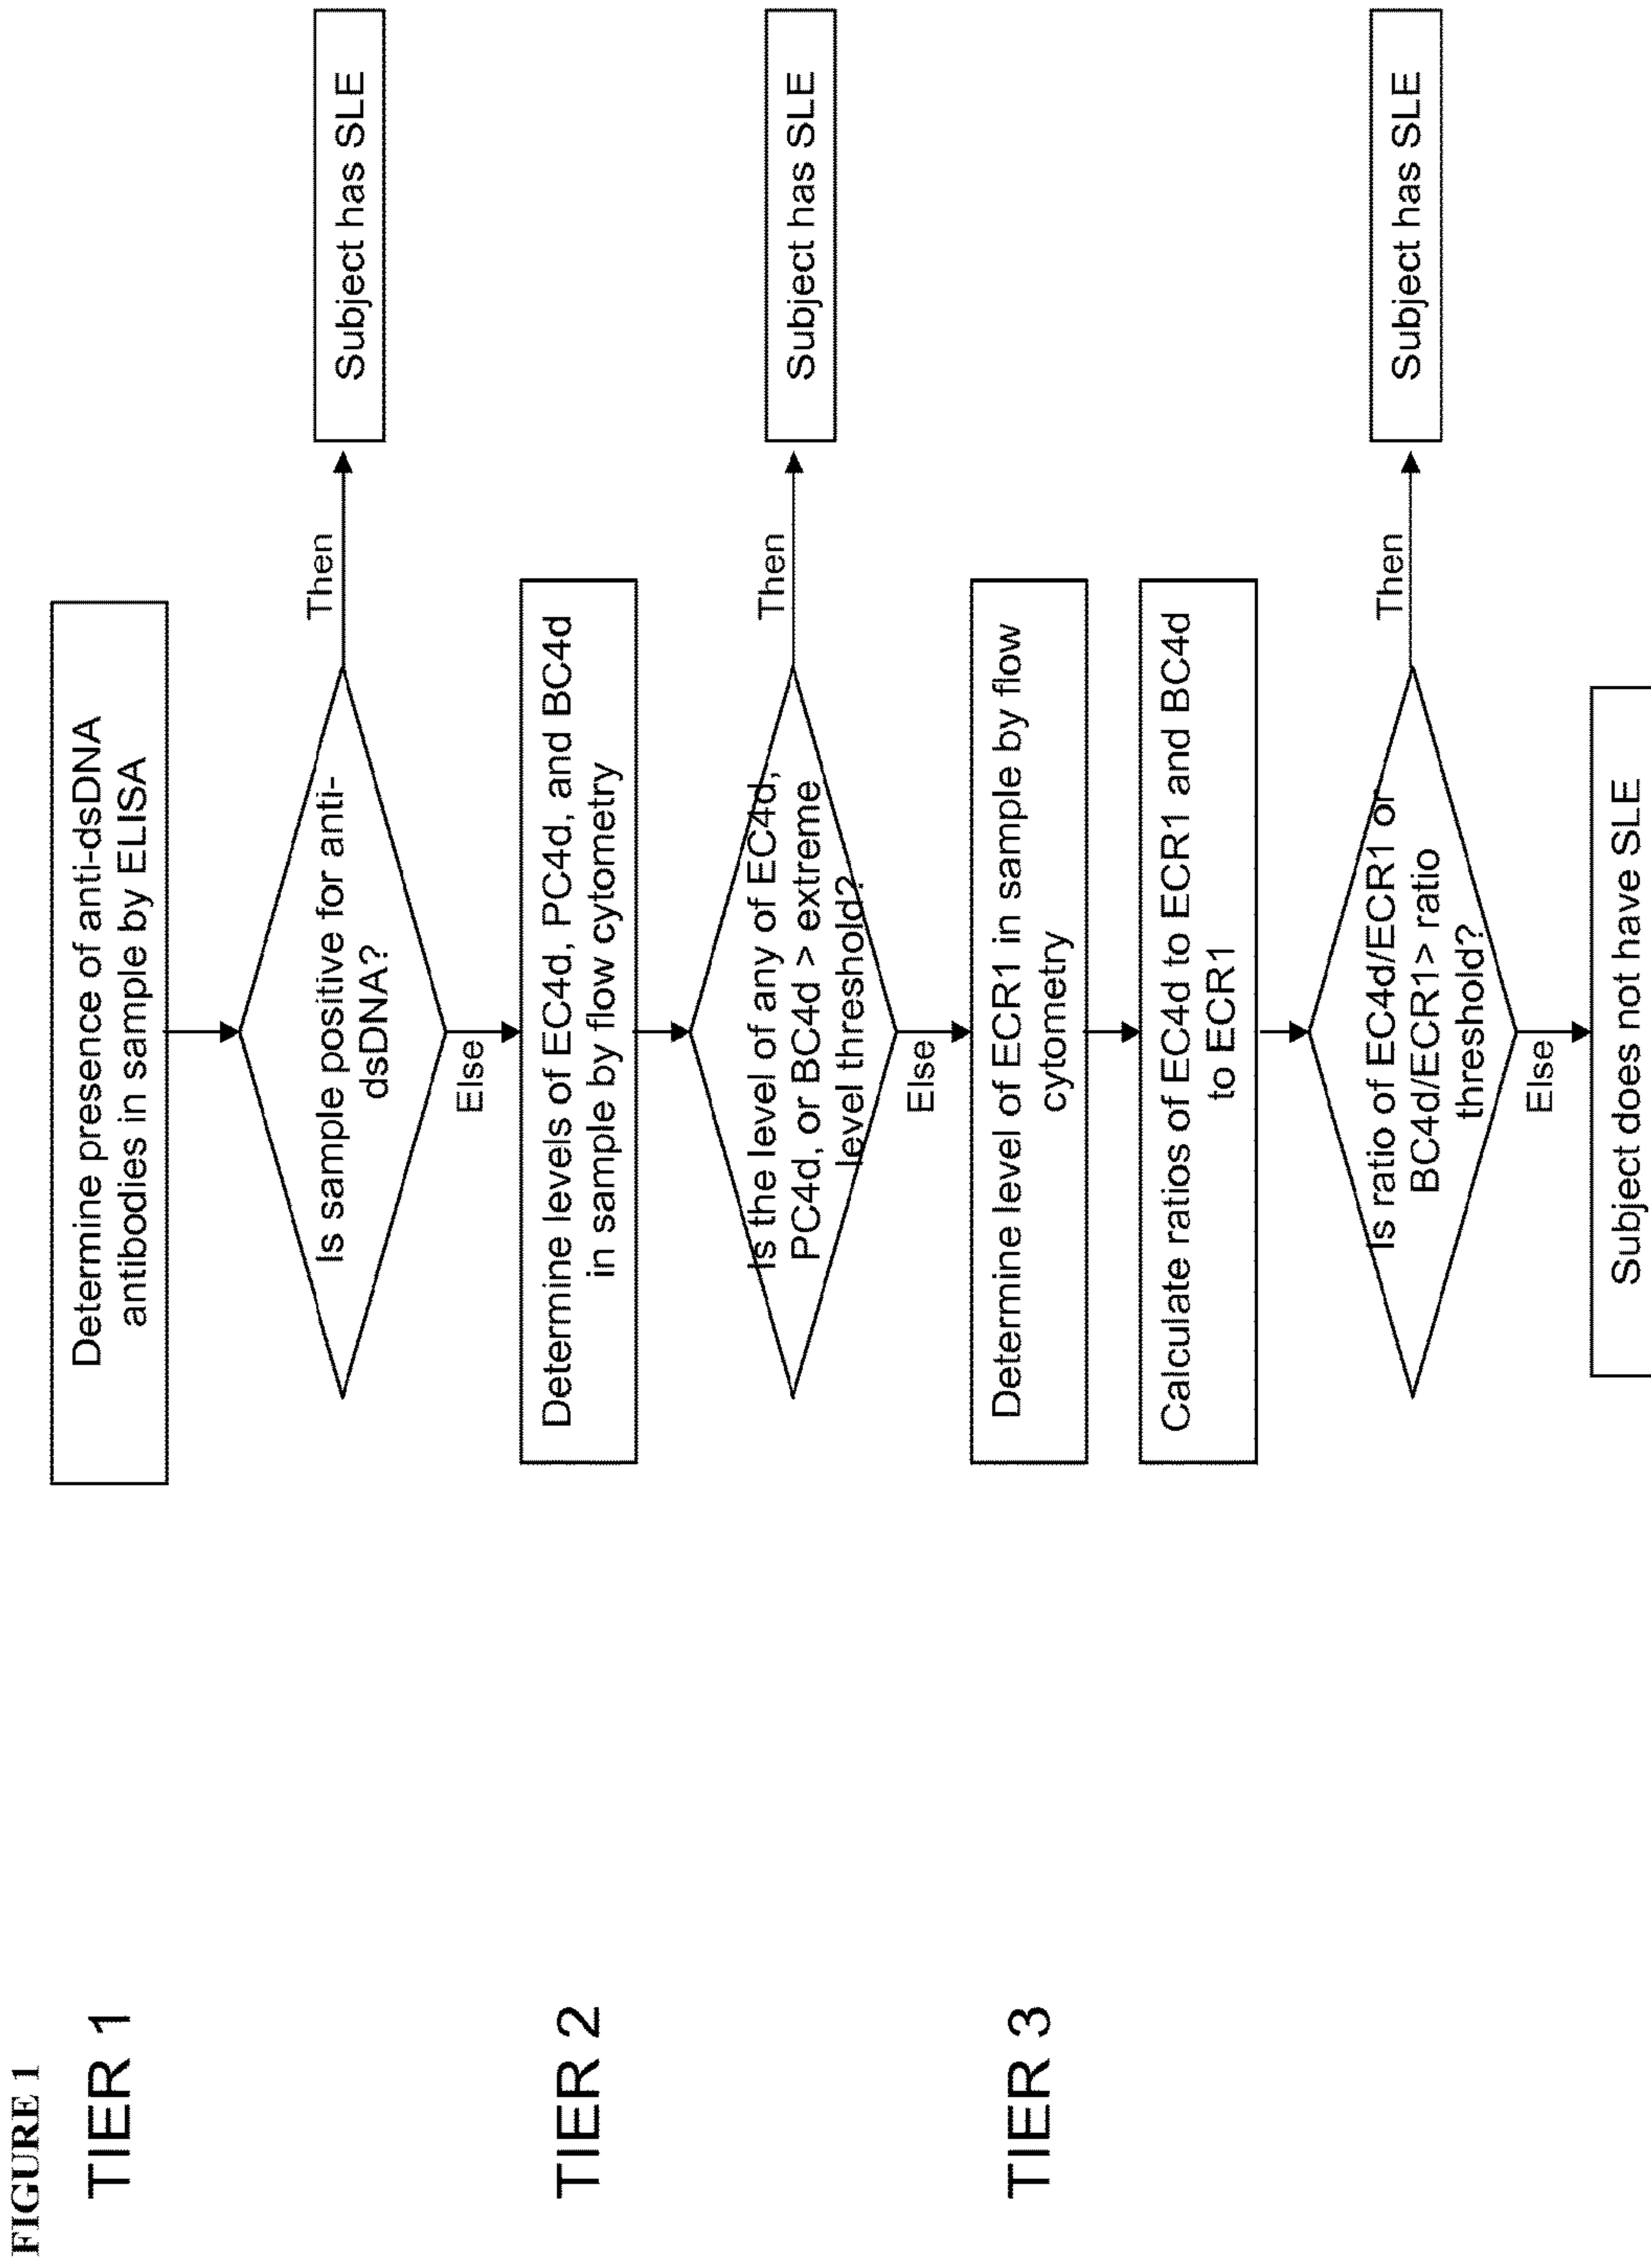 FIGURE 1
TIER 1
Determine presence of anti-dsDNA
antibodies in sample by ELISA
Is sample positive for anti-
dsDNA?
Then
Subject has SLE
Else
TIER 2
Determine levels of EC4d, PC4d, and BC4d
in sample by flow cytometry
Is the level of any of EC4d,
PC4d, or BC4d > extreme
level threshold?
Then
Subject has SLE
Else
TIER 3
Determine level of ECR1 in sample by flow
cytometry
Calculate ratios of EC4d to ECR1 and BC4d
to ECR1
Is ratio of EC4d/ECR1 or
BC4d/ECR1> ratio
threshold?
Then
Subject has SLE
Else
Subject does not have SLE